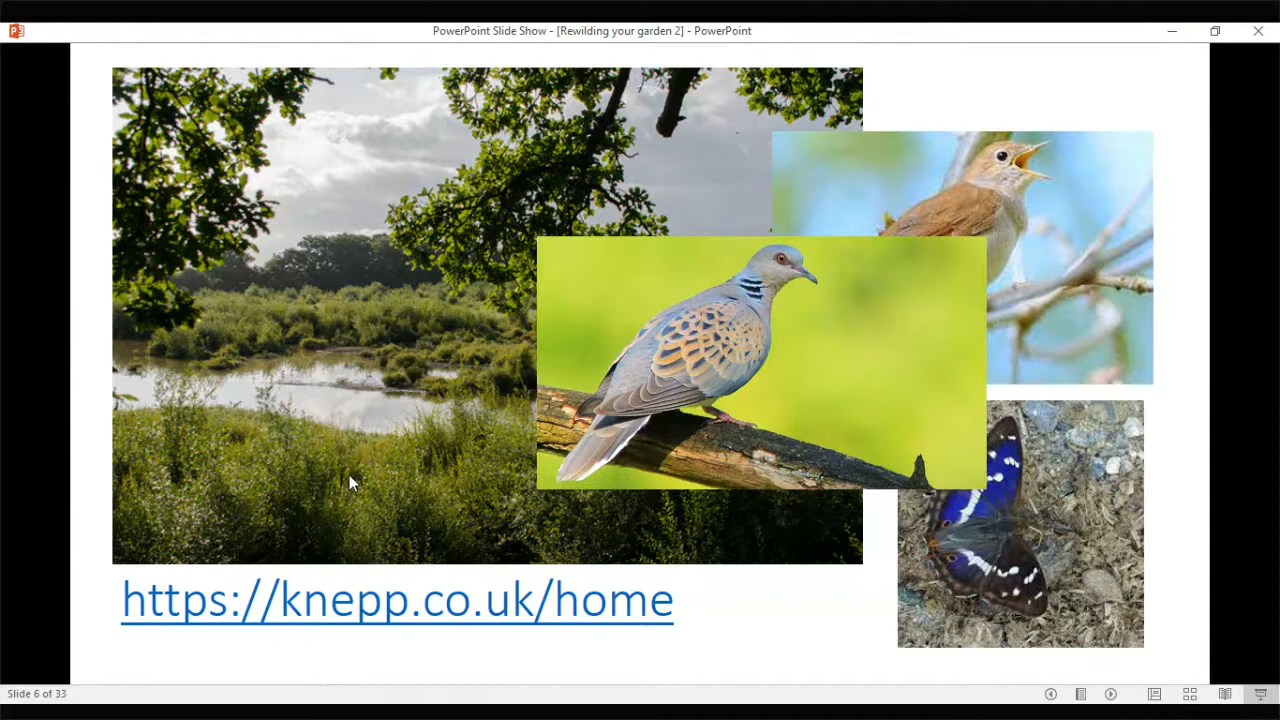 PowerPoint Slide Show - [Rewilding your garden 2] - PowerPoint
https://knepp.co.uk/home
Slide 6 of 33